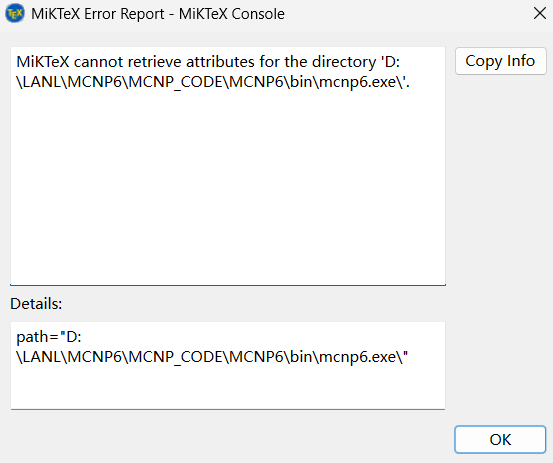 MiKTeX Error Report - MiKTeX Console
MiKTeX cannot retrieve attributes for the directory 'D:
\LANL\MCNP6\MCNP_CODE\MCNP6\bin\mcnp6.exe\'.
Copy Info
Details:
path="D:
\LANL\MCNP6\MCNP_CODE\MCNP6\bin\mcnp6.exe\"
OK